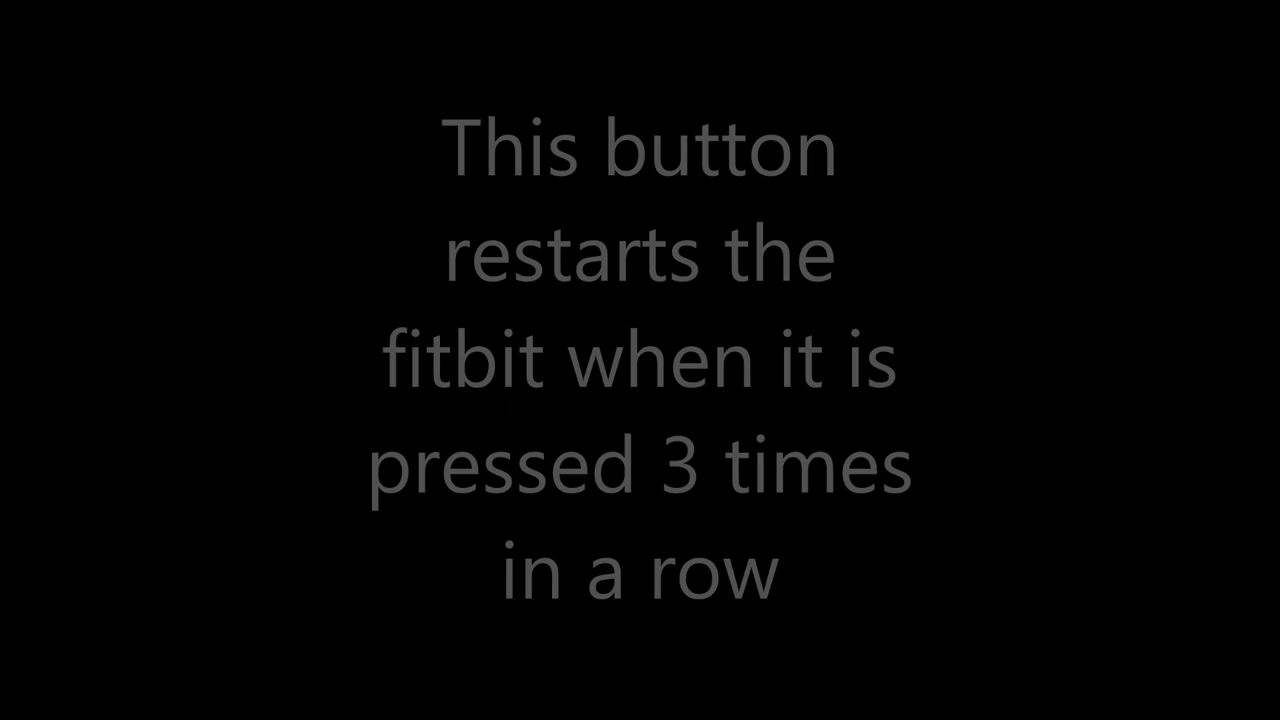 This button
restarts the
fitbit when it is
pressed 3 times
in a row